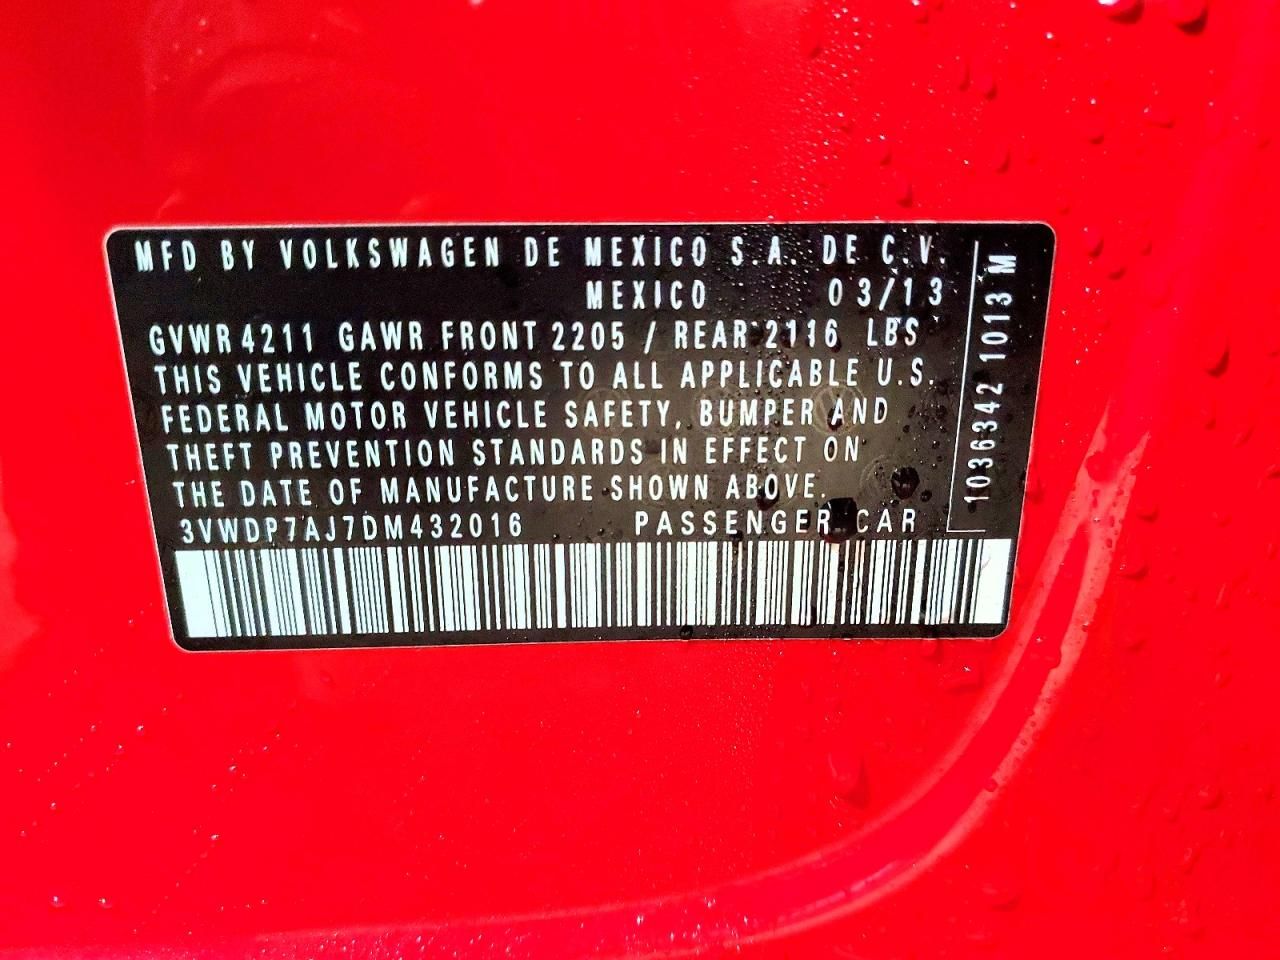 MFD BY VOLKSWAGEN DE MEXICO S.A. DE C.V.
MEXICO 03/13
GVWR 4211 GAWR FRONT 2205 / REAR 2116 LBS
THIS VEHICLE CONFORMS TO ALL APPLICABLE U.S.
FEDERAL MOTOR VEHICLE SAFETY, BUMPER AND
THEFT PREVENTION STANDARDS IN EFFECT ON
THE DATE OF MANUFACTURE SHOWN ABOVE.
3VWDP7AJ7DM432016 PASSENGER CAR
1036342 1013 M